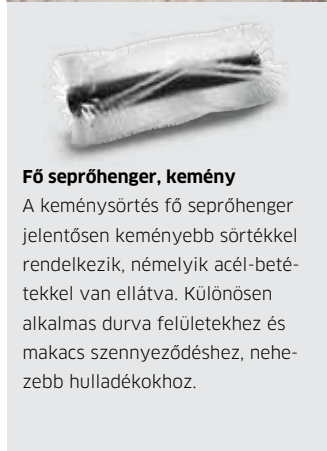 Fő seprőhenger, kemény
A keménysörtés fő seprőhenger
jelentősen keményebb sörtékkel
rendelkezik, némelyik acél-beté-
tekkel van ellátva. Különösen
alkalmas durva felületekhez és
makacs szennyeződéshez, nehe-
zebb hulladékokhoz.